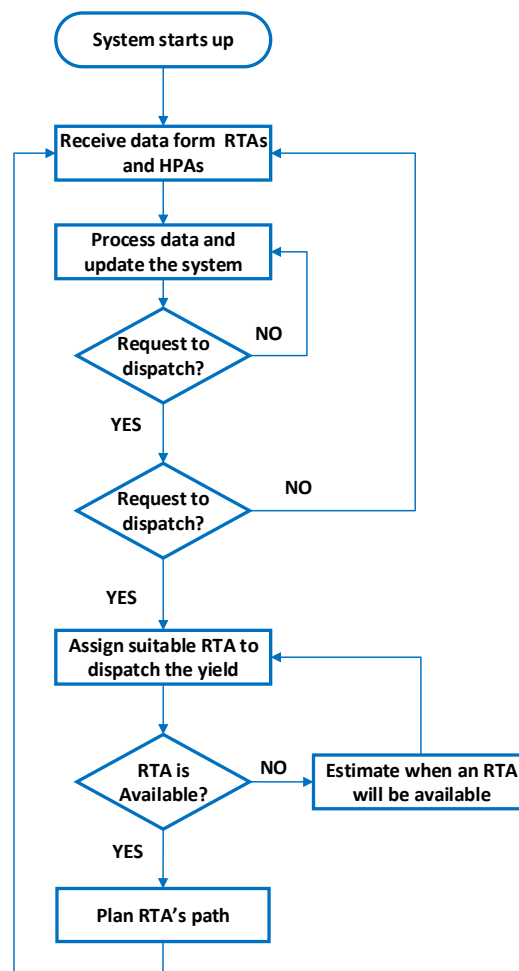 System starts up
Receive data form RTAs
and HPAs
Process data and
update the system
Request to
dispatch?
NO
YES
Request to
dispatch?
NO
YES
Assign suitable RTA to
dispatch the yield
RTA is
Available?
NO
Estimate when an RTA
will be available
YES
Plan RTA's path